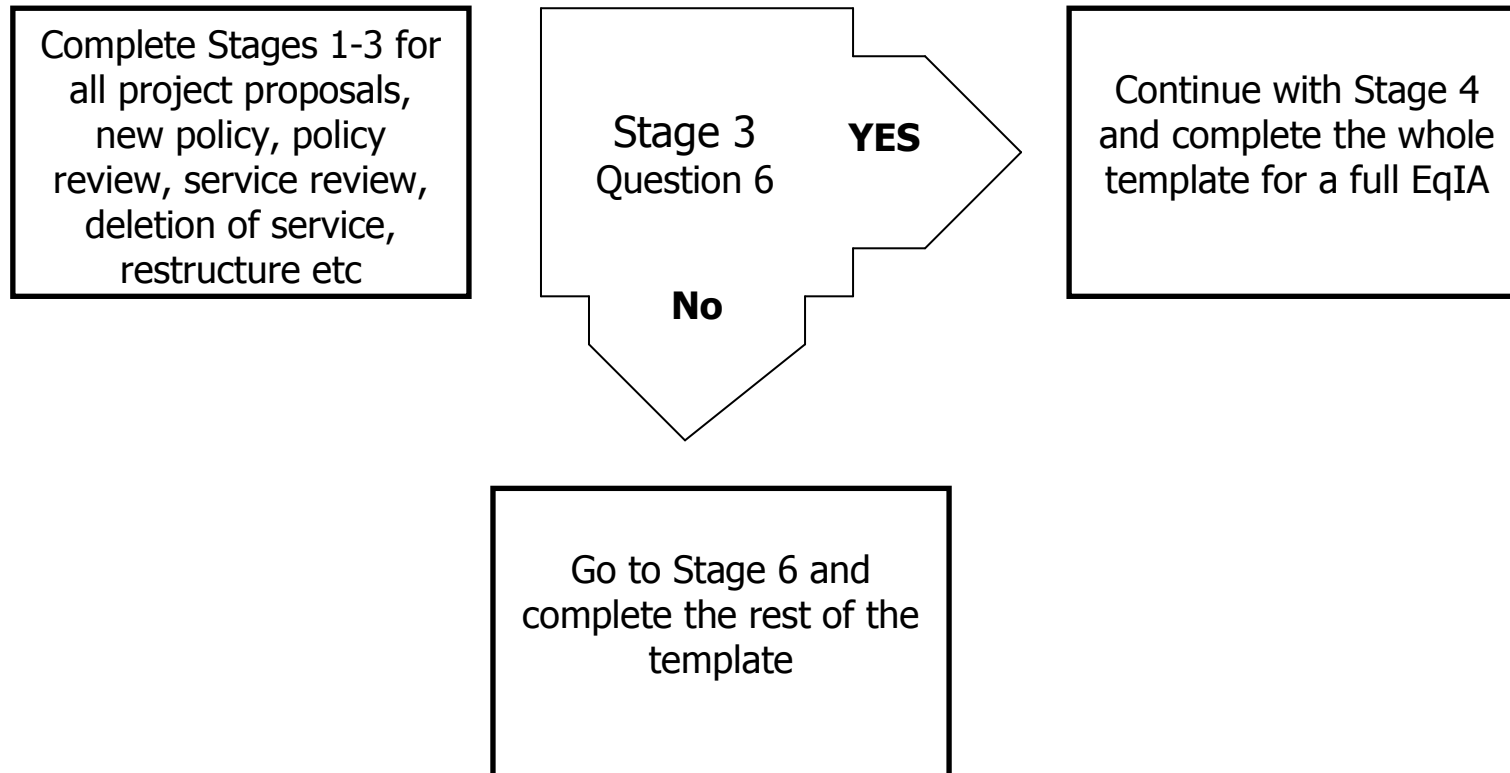 Complete Stages 1-3 for
all project proposals,
new policy, policy
review, service review,
deletion of service,
restructure etc
Stage 3
Question 6
YES
No
Continue with Stage 4
and complete the whole
template for a full EqIA
Go to Stage 6 and
complete the rest of the
template